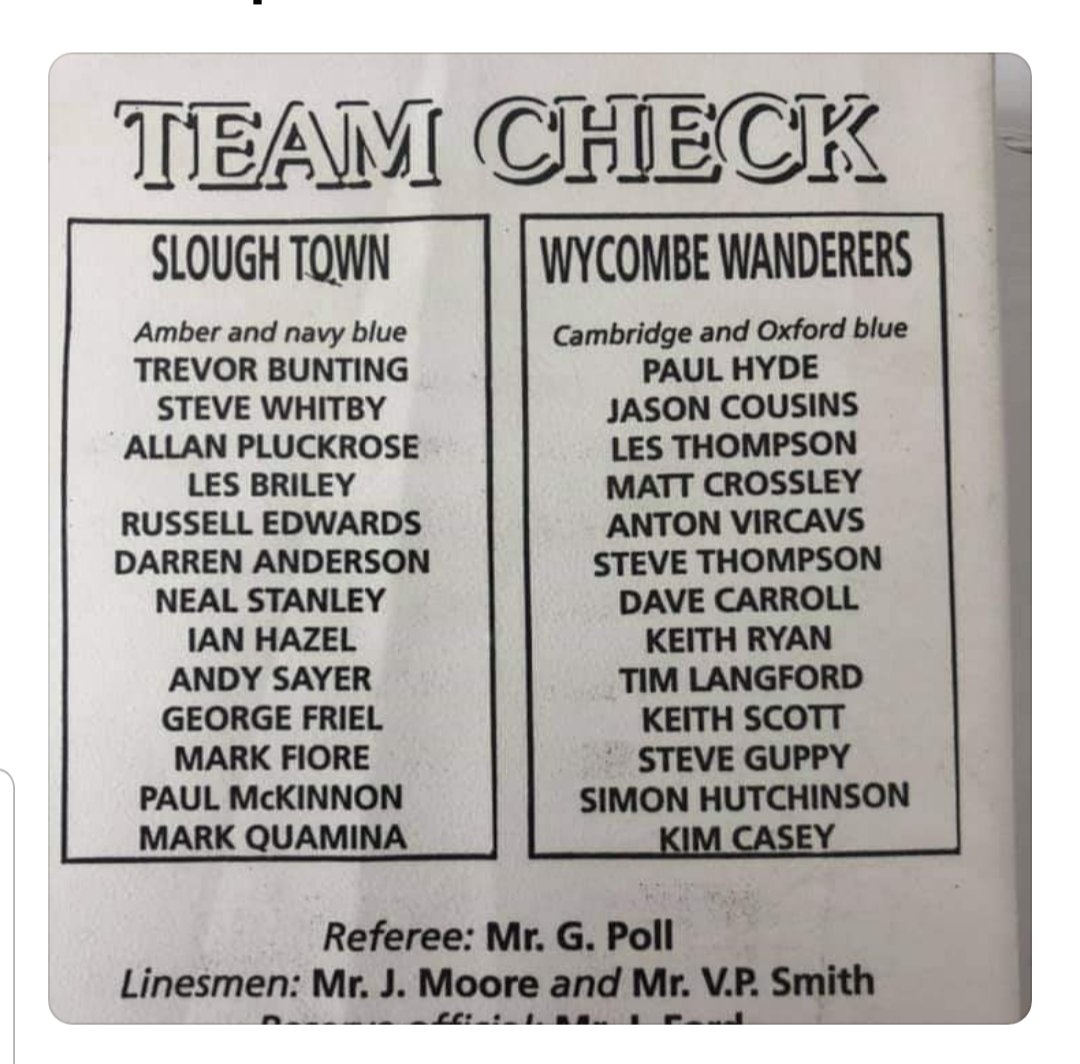 TEAM CHECK
SLOUGH TOWN
Amber and navy blue
TREVOR BUNTING
STEVE WHITBY
ALLAN PLUCKROSE
LES BRILEY
RUSSELL EDWARDS
DARREN ANDERSON
NEAL STANLEY
IAN HAZEL
ANDY SAYER
GEORGE FRIEL
MARK FIORE
PAUL McKINNON
MARK QUAMINA
WYCOMBE WANDERERS
Cambridge and Oxford blue
PAUL HYDE
JASON COUSINS
LES THOMPSON
MATT CROSSLEY
ANTON VIRCAVS
STEVE THOMPSON
DAVE CARROLL
KEITH RYAN
TIM LANGFORD
KEITH SCOTT
STEVE GUPPY
SIMON HUTCHINSON
KIM CASEY
Referee: Mr. G. Poll
Linesmen: Mr. J. Moore and Mr. V.P. Smith